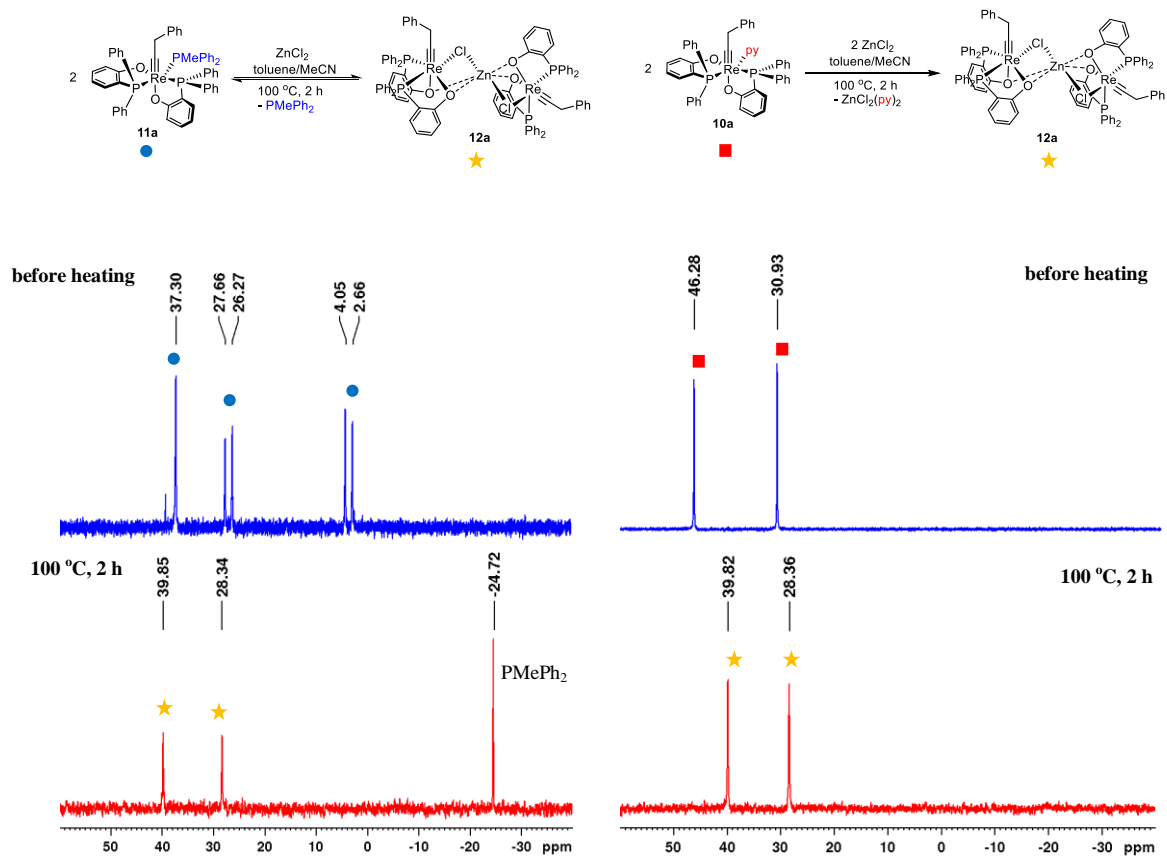 Ph
Ph
PMePh2
Ph
O
Re
P
P
Ph
Ph
Ph
O
2
11a
ZnCl2
toluene/MeCN
100 °C, 2 h
- PMePh2
Ph
Ph2P
Cl
O
Re
Zn
O
PPh2
Ph2P
O
O
Re
Ph
Cl
P
Ph2
12a
Ph
Ph
py
O
Re
P
P
Ph
Ph
Ph
O
2
10a
2 ZnCl2
toluene/MeCN
100 °C, 2 h
- ZnCl2(py)2
Ph
Ph2P
Cl
O
Re
Zn
O
PPh2
Ph2P
O
O
Re
Ph
Cl
P
Ph2
12a
before heating
37.30
27.66
26.27
4.05
2.66
46.28
30.93
before heating
100 °C, 2 h
39.85
28.34
-24.72
PMePh2
39.82
28.36
100 °C, 2 h
50 40 30 20 10 0 -10 -20 -30 ppm
50 40 30 20 10 0 -10 -20 -30 ppm